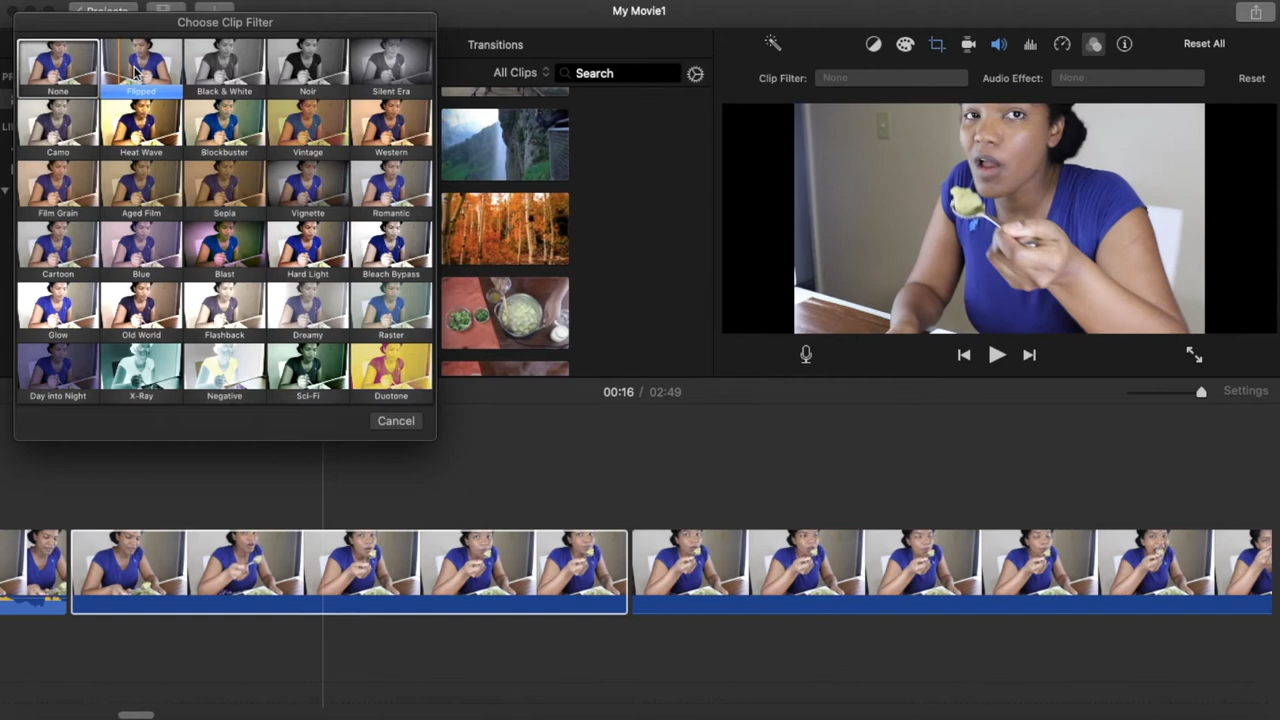 My Movie1
Projects
Choose Clip Filter
None
Flipped
Black & White
Noir
Silent Era
Camo
Heat Wave
Blockbuster
Vintage
Western
Film Grain
Aged Film
Sepia
Vignette
Romantic
Cartoon
Blue
Blast
Hard Light
Bleach Bypass
Glow
Old World
Flashback
Dreamy
Raster
Day into Night
X-Ray
Negative
Sci-Fi
Duotone
Cancel
Transitions
All Clips
Search
Reset All
Clip Filter: None
Audio Effect: None
Reset
00:16 / 02:49
Settings